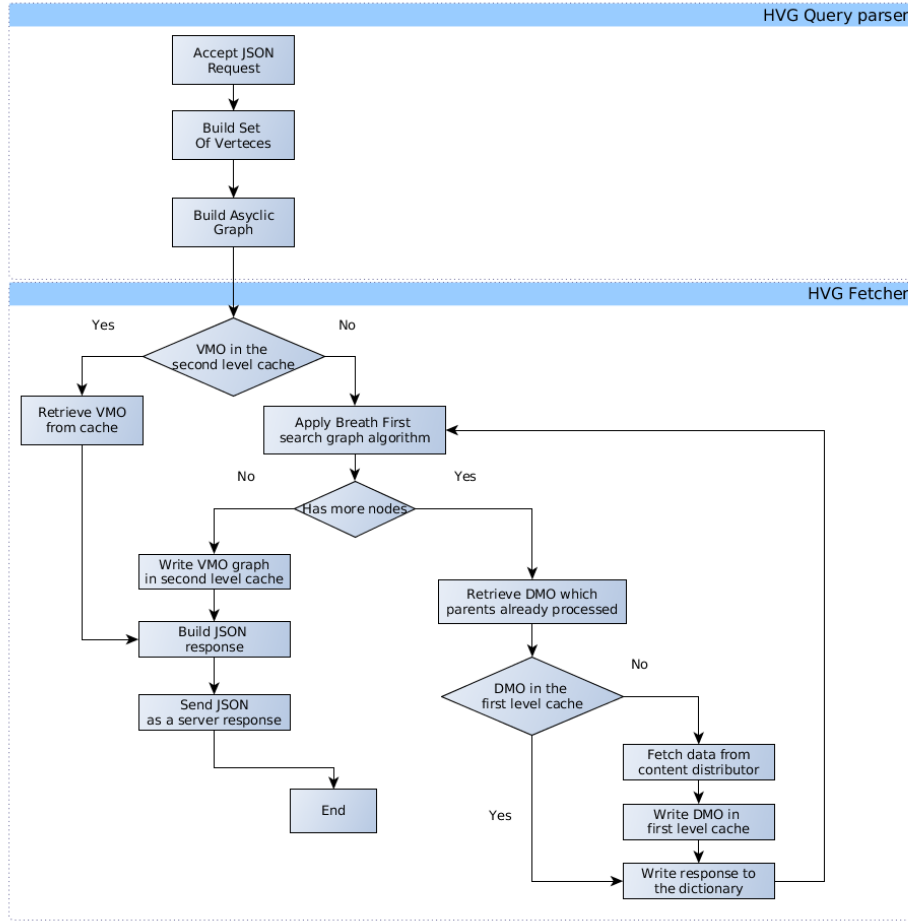 HVG Query parser
Accept JSON
Request
Build Set
Of Verteces
Build Asyclic
Graph
HVG Fetcher
Yes
No
VMO in the
second level cache
Retrieve VMO
from cache
Apply Breath First
search graph algorithm
No
Yes
Has more nodes
Write VMO graph
in second level cache
Retrieve DMO which
parents already processed
Build JSON
response
No
DMO in the
first level cache
Send JSON
as a server response
Fetch data from
content distributor
End
Yes
Write DMO in
first level cache
Write response to
the dictionary